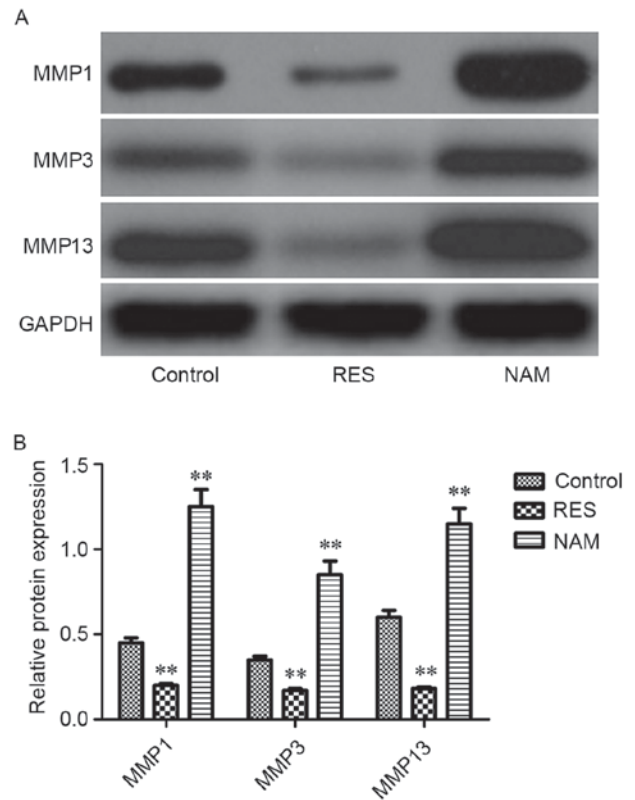 A
MMP1
MMP3
MMP13
GAPDH
Control RES NAM
B
Relative protein expression
1.5
1.0
0.5
0.0
** ** ** ** ** **
MMP1 MMP3 MMP13
Control
RES
NAM